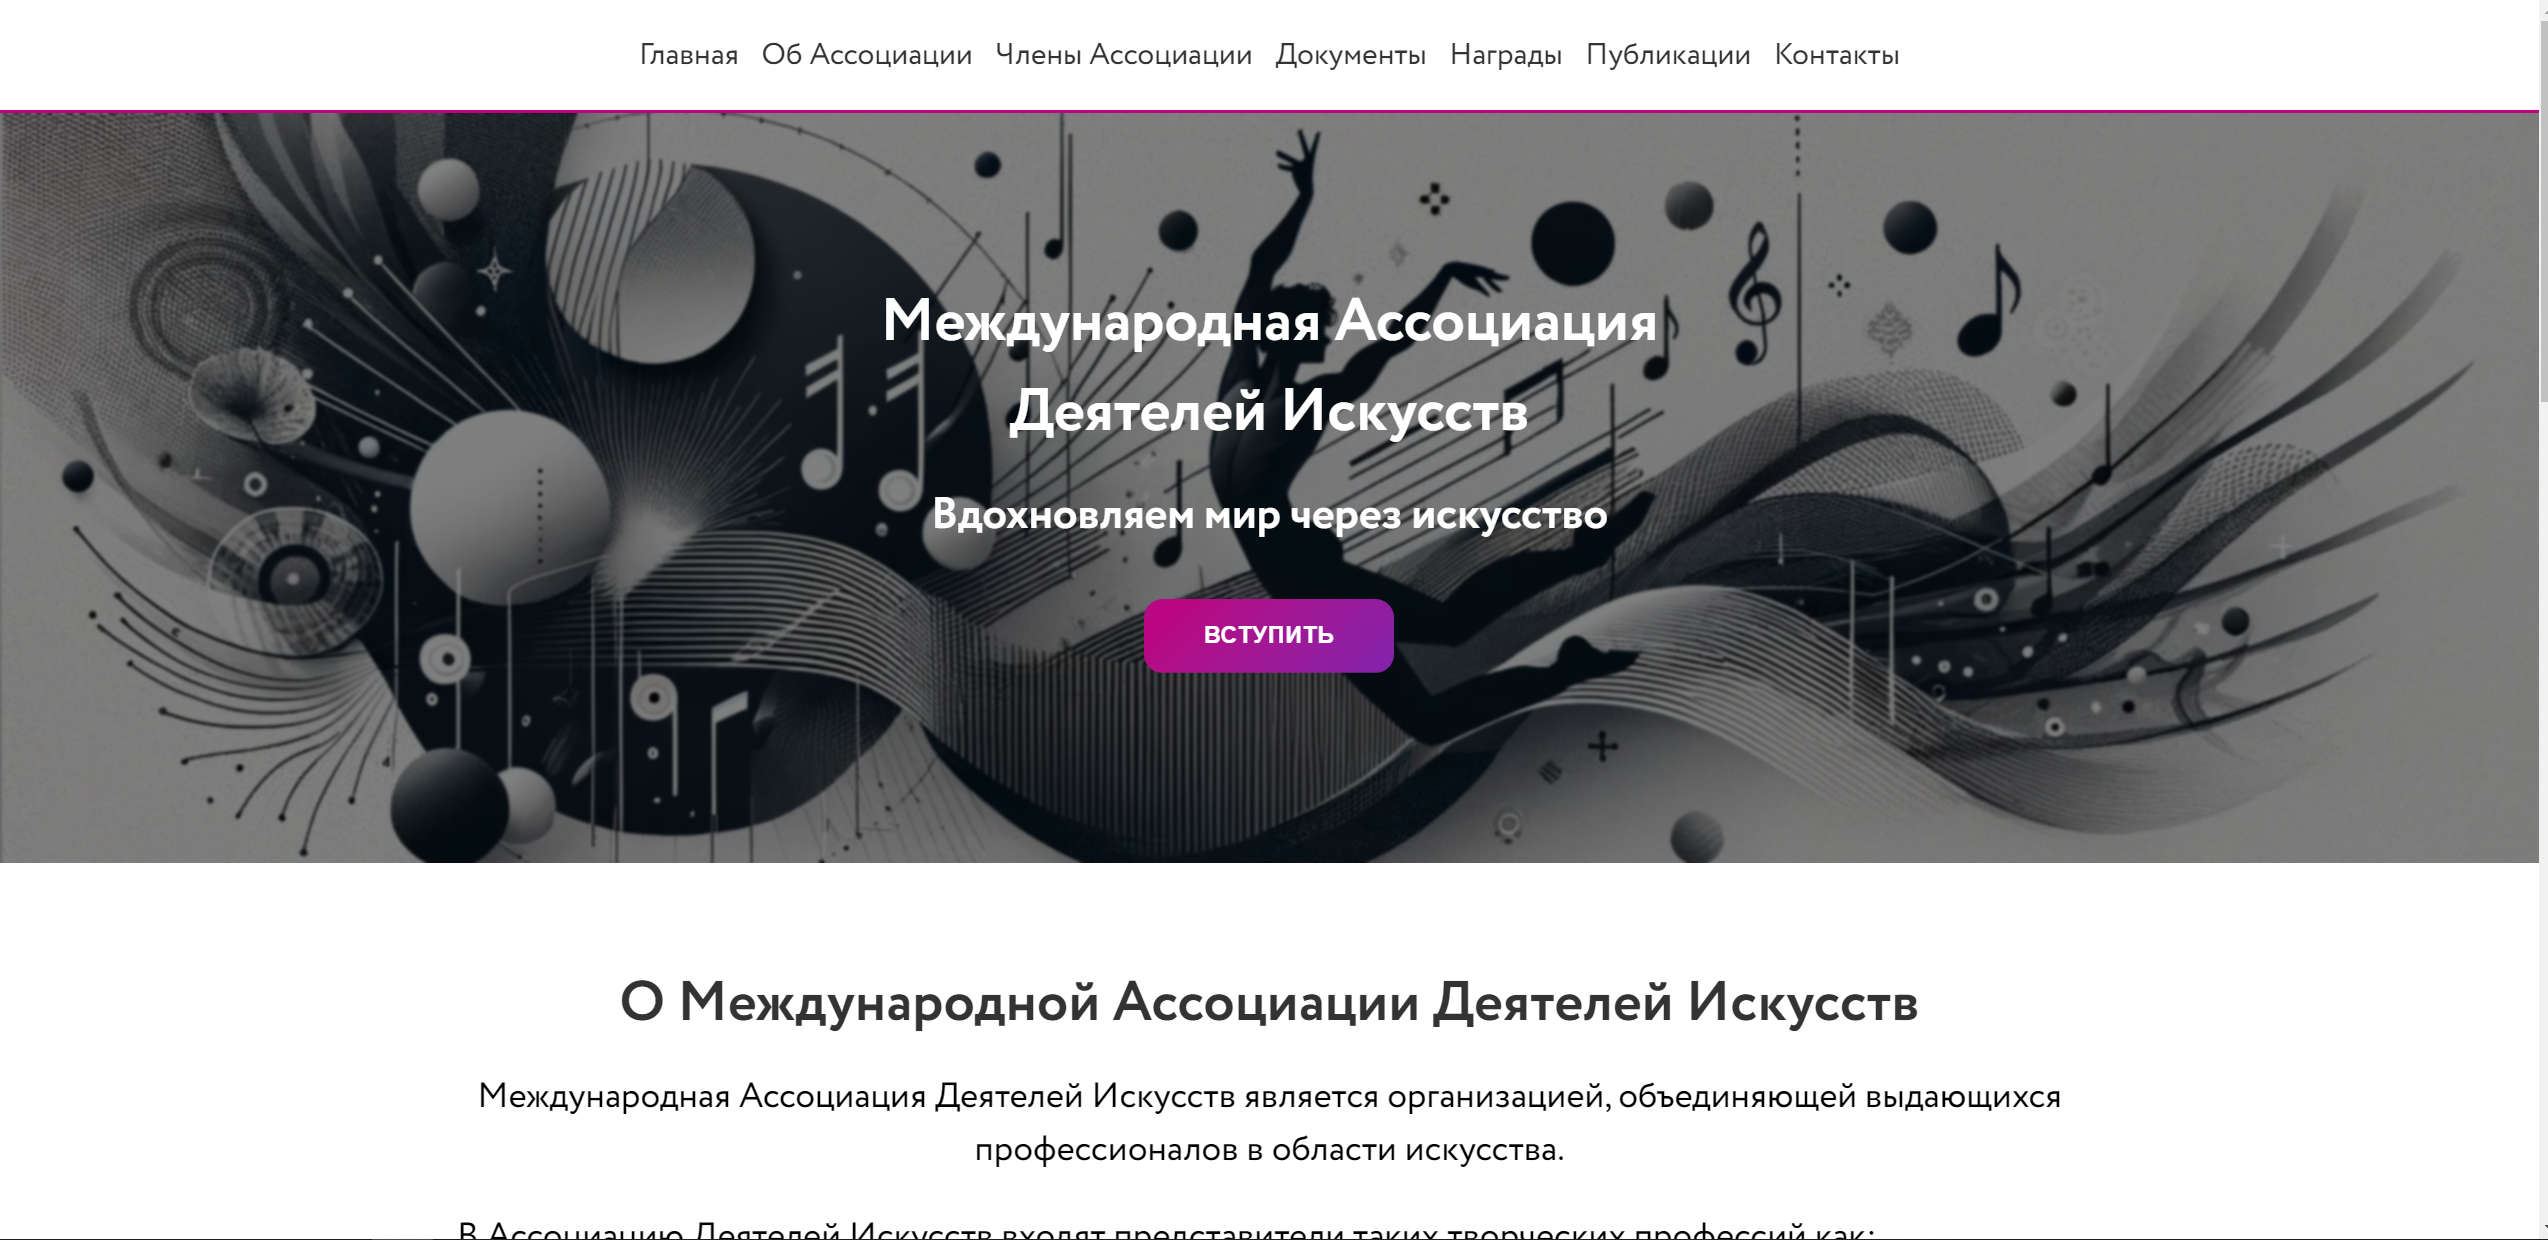 Главная Об Ассоциации Члены Ассоциации Документы Награды Публикации Контакты
Международная Ассоциация
Деятелей Искусств
Вдохновляем мир через искусство
ВСТУПИТЬ
О Международной Ассоциации Деятелей Искусств
Международная Ассоциация Деятелей Искусств является организацией, объединяющей выдающихся
профессионалов в области искусства.
В Ассоциацию Деятелей Искусств входят представители таких творческих профессий как: